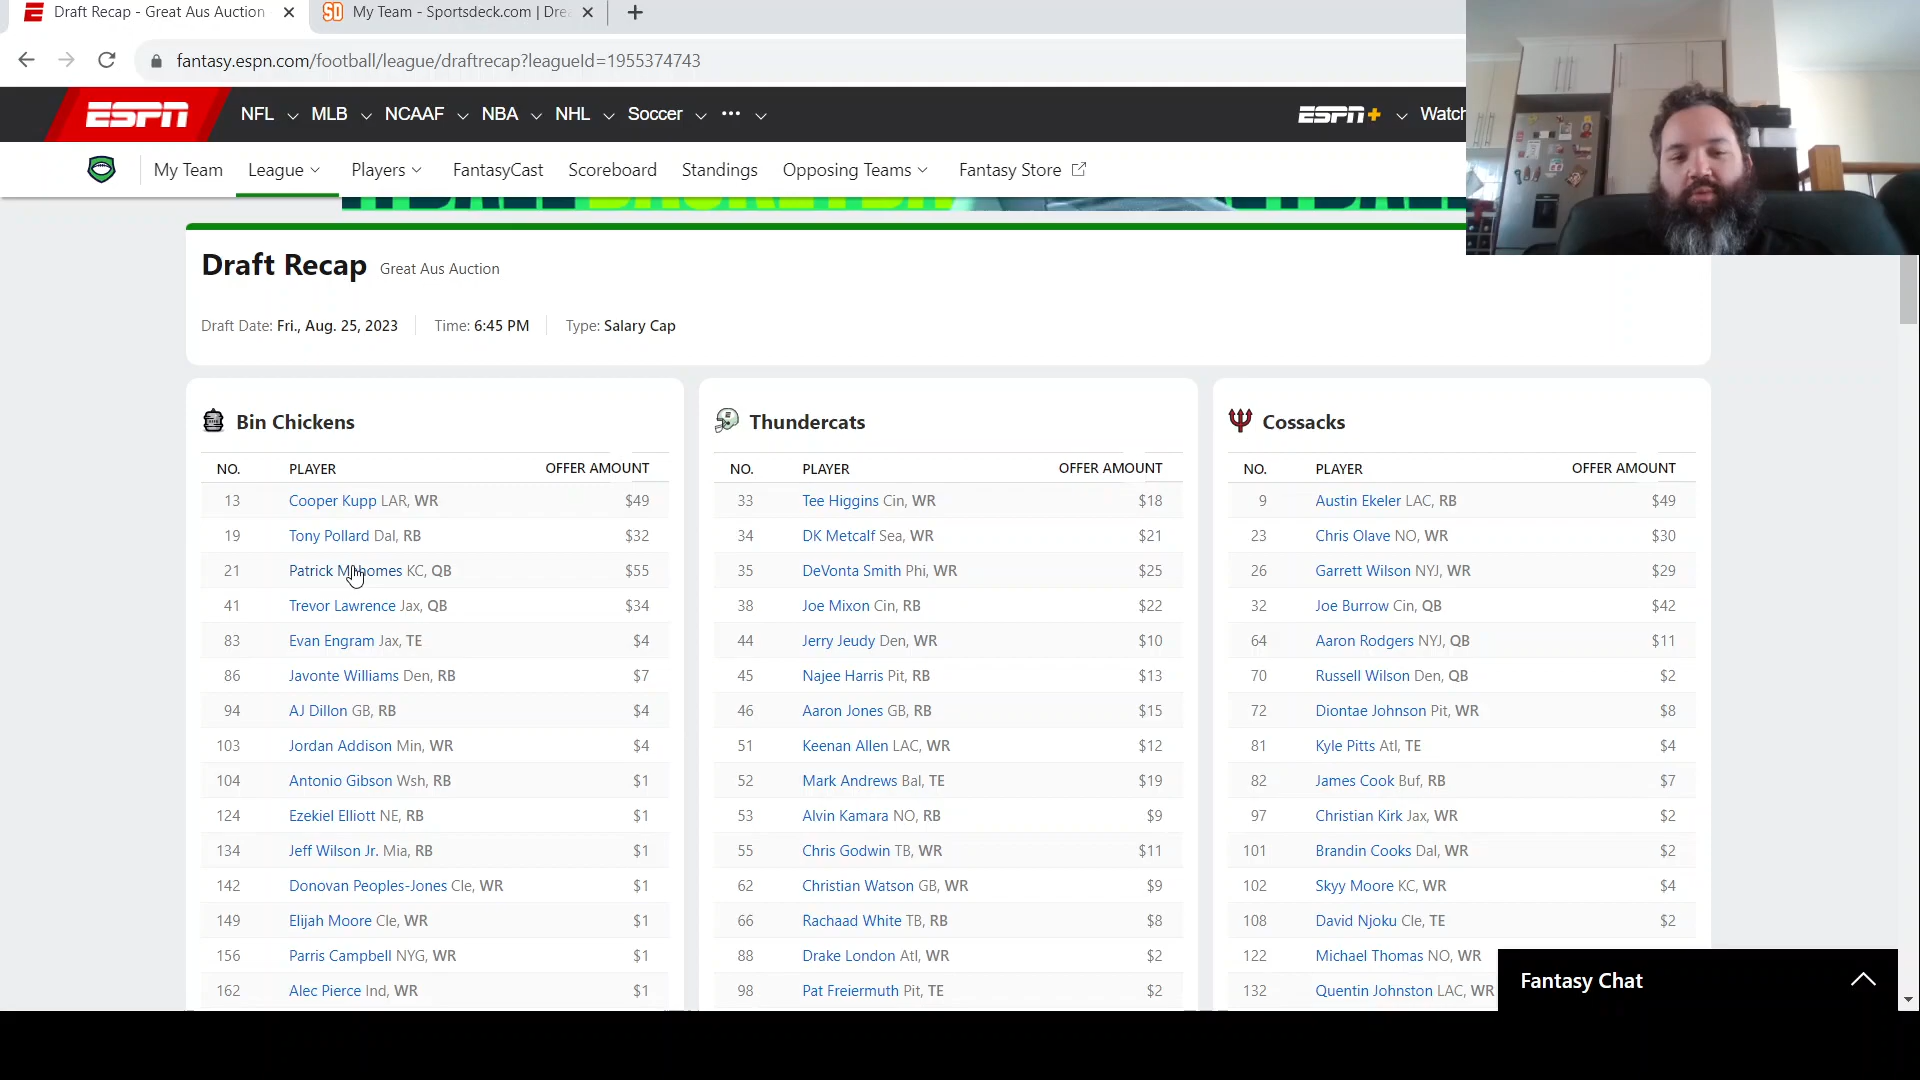 Draft Recap - Great Aus Auction
My Team - Sportsdeck.com | Drea
fantasy.espn.com/football/league/draftrecap?leagueId=1955374743
ESPN NFL MLB NCAAF NBA NHL Soccer ••• ESPN+ Watch
My Team League Players FantasyCast Scoreboard Standings Opposing Teams Fantasy Store
Draft Recap Great Aus Auction
Draft Date: Fri., Aug. 25, 2023 Time: 6:45 PM Type: Salary Cap
Bin Chickens
NO. PLAYER OFFER AMOUNT
13 Cooper Kupp LAR, WR $49
19 Tony Pollard Dal, RB $32
21 Patrick Mahomes KC, QB $55
41 Trevor Lawrence Jax, QB $34
83 Evan Engram Jax, TE $4
86 Javonte Williams Den, RB $7
94 AJ Dillon GB, RB $4
103 Jordan Addison Min, WR $4
104 Antonio Gibson Wsh, RB $1
124 Ezekiel Elliott NE, RB $1
134 Jeff Wilson Jr. Mia, RB $1
142 Donovan Peoples-Jones Cle, WR $1
149 Elijah Moore Cle, WR $1
156 Parris Campbell NYG, WR $1
162 Alec Pierce Ind, WR $1
Thundercats
NO. PLAYER OFFER AMOUNT
33 Tee Higgins Cin, WR $18
34 DK Metcalf Sea, WR $21
35 DeVonta Smith Phi, WR $25
38 Joe Mixon Cin, RB $22
44 Jerry Jeudy Den, WR $10
45 Najee Harris Pit, RB $13
46 Aaron Jones GB, RB $15
51 Keenan Allen LAC, WR $12
52 Mark Andrews Bal, TE $19
53 Alvin Kamara NO, RB $9
55 Chris Godwin TB, WR $11
62 Christian Watson GB, WR $9
66 Rachaad White TB, RB $8
88 Drake London Atl, WR $2
98 Pat Freiermuth Pit, TE $2
Cossacks
NO. PLAYER OFFER AMOUNT
9 Austin Ekeler LAC, RB $49
23 Chris Olave NO, WR $30
26 Garrett Wilson NYJ, WR $29
32 Joe Burrow Cin, QB $42
64 Aaron Rodgers NYJ, QB $11
70 Russell Wilson Den, QB $2
72 Diontae Johnson Pit, WR $8
81 Kyle Pitts Atl, TE $4
82 James Cook Buf, RB $7
97 Christian Kirk Jax, WR $2
101 Brandin Cooks Dal, WR $2
102 Skyy Moore KC, WR $4
108 David Njoku Cle, TE $2
122 Michael Thomas NO, WR
132 Quentin Johnston LAC, WR
Fantasy Chat